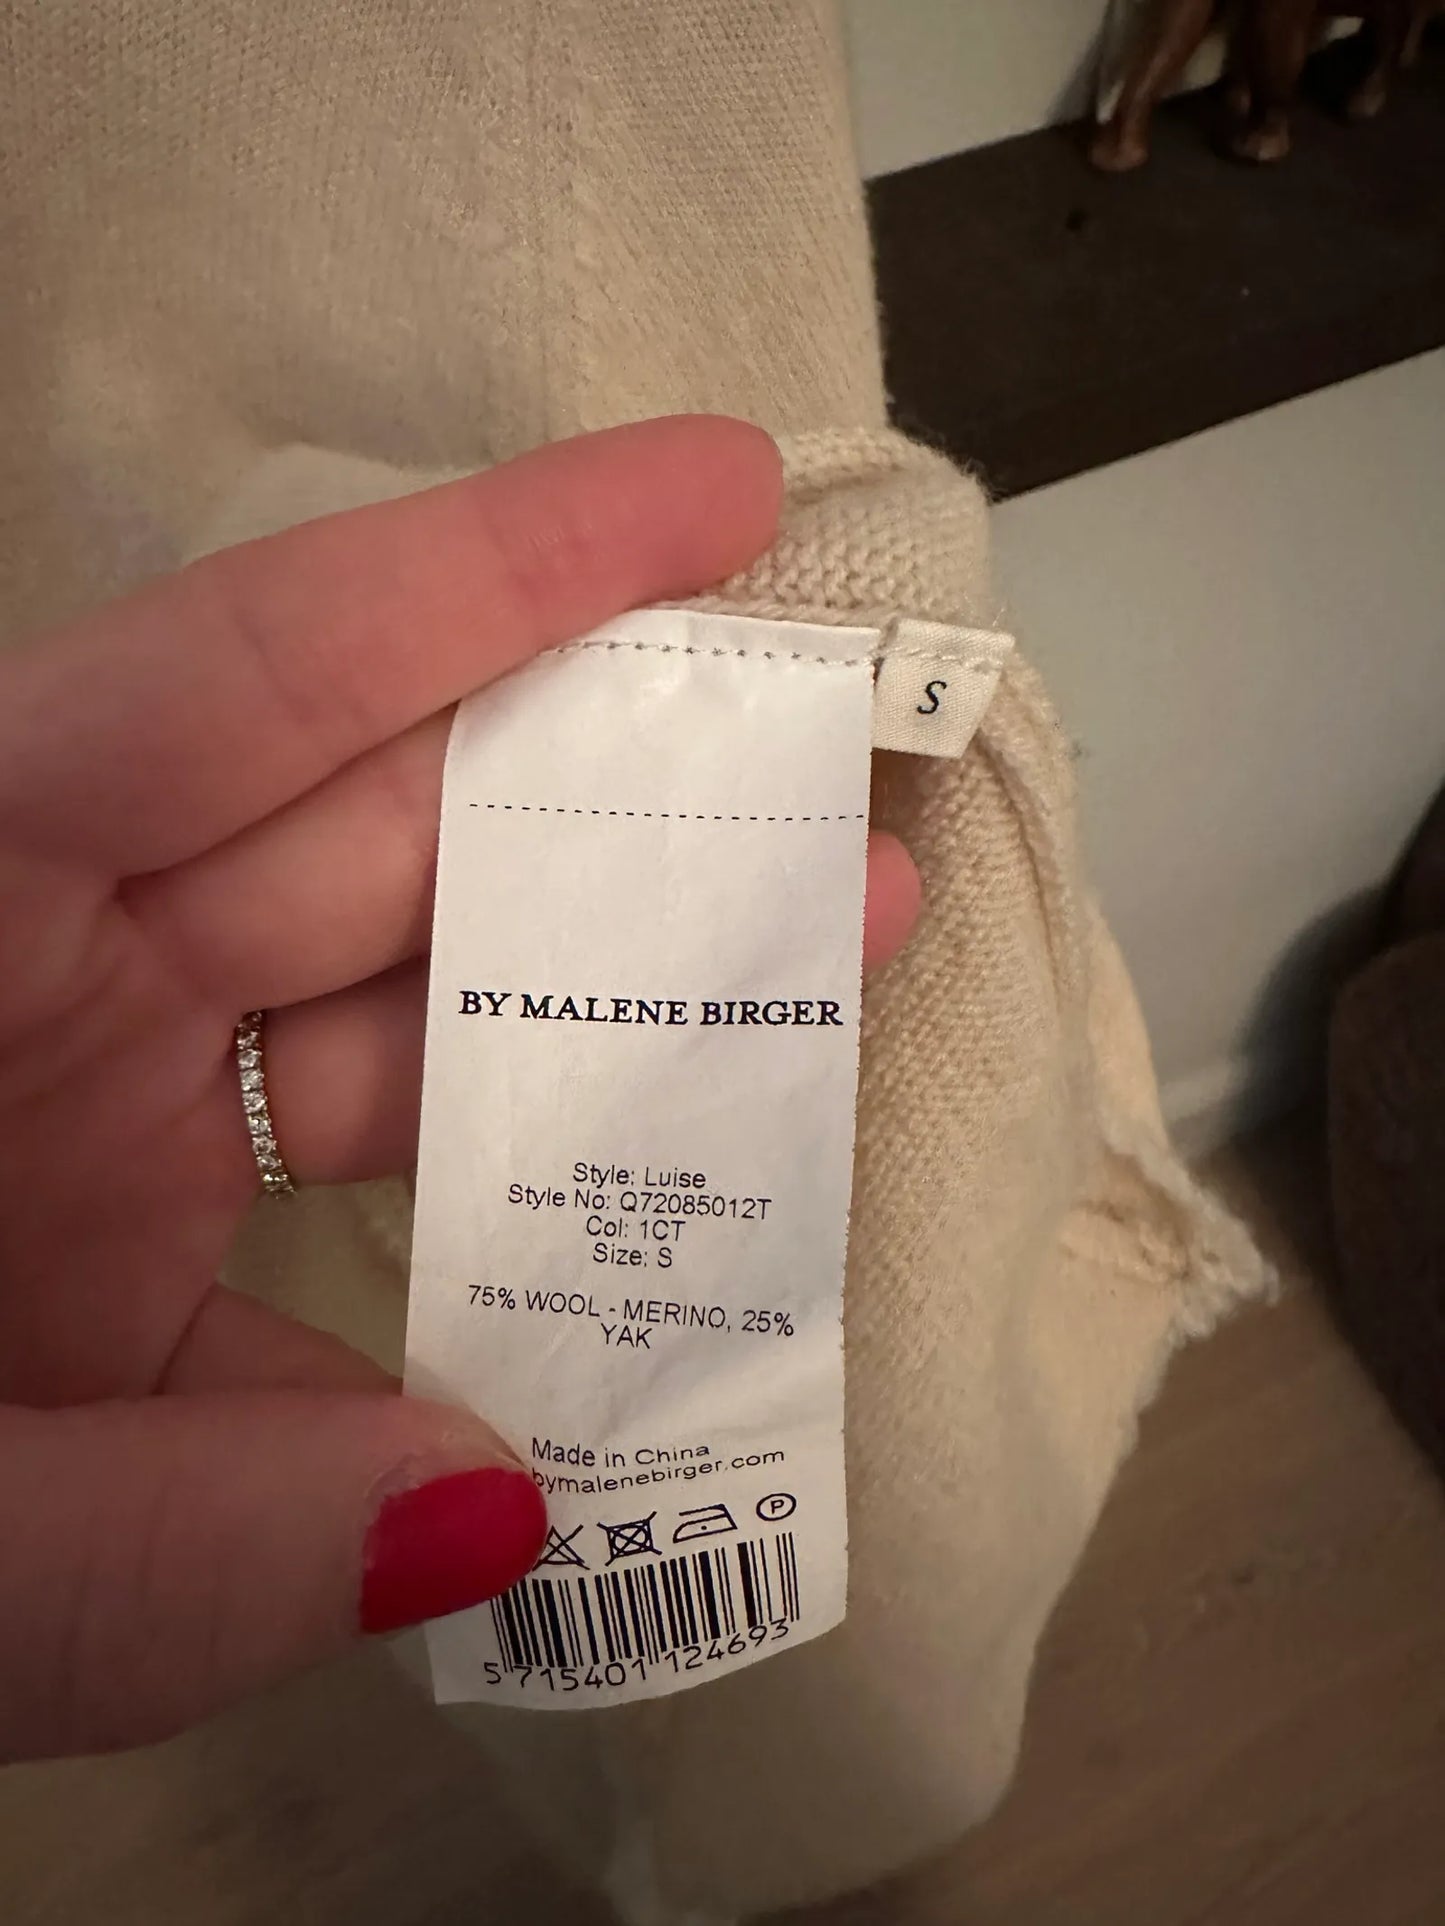 S
BY MALENE BIRGER
Style: Luise
Style No: Q72085012T
Col: 1CT
Size: S
75% WOOL - MERINO, 25%
YAK
Made in China
bymalenebirger.com
P
5 715401 124693